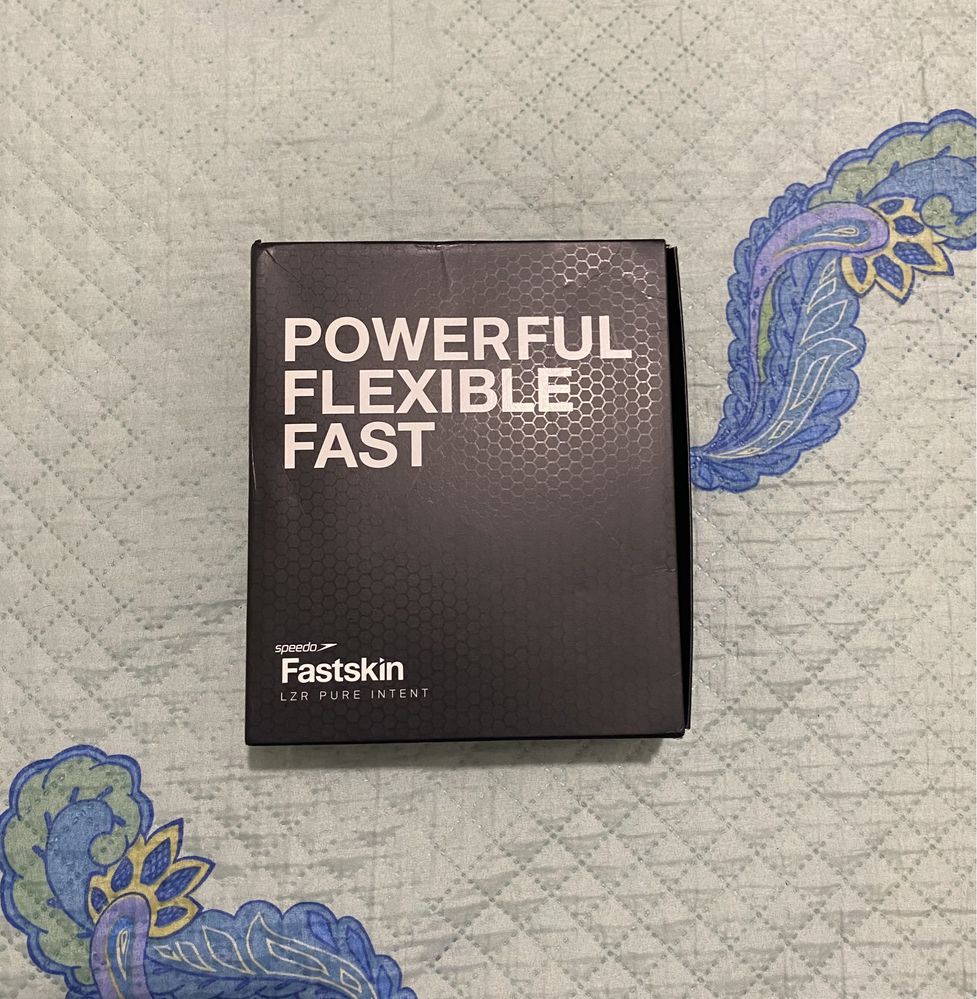 POWERFUL
FLEXIBLE
FAST
speedo
Fastskin
LZR PURE INTENT